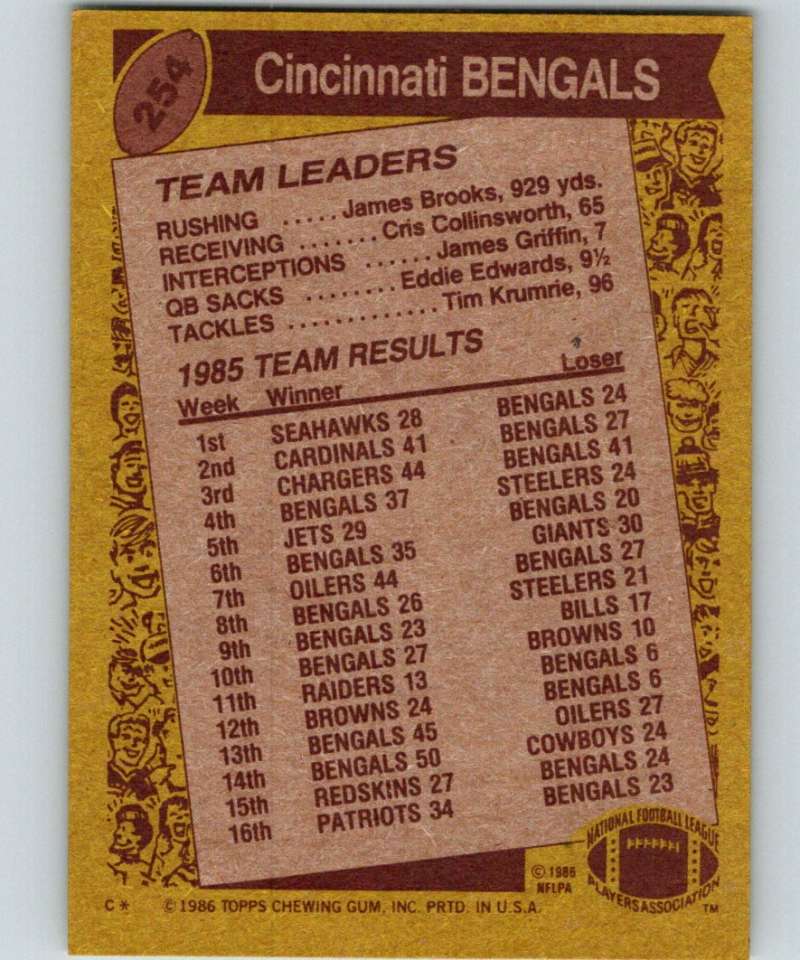 254
Cincinnati BENGALS
TEAM LEADERS
RUSHING ..... James Brooks, 929 yds.
RECEIVING ....... Cris Collinsworth, 65
INTERCEPTIONS ...... James Griffin, 7
QB SACKS ........ Eddie Edwards, 9½
TACKLES ............. Tim Krumrie, 96
1985 TEAM RESULTS
Week Winner Loser
1st SEAHAWKS 28 BENGALS 24
2nd CARDINALS 41 BENGALS 27
3rd CHARGERS 44 BENGALS 41
4th BENGALS 37 STEELERS 24
5th JETS 29 BENGALS 20
6th BENGALS 35 GIANTS 30
7th OILERS 44 BENGALS 27
8th BENGALS 26 STEELERS 21
9th BENGALS 23 BILLS 17
10th BENGALS 27 BROWNS 10
11th RAIDERS 13 BENGALS 6
12th BROWNS 24 BENGALS 6
13th BENGALS 45 OILERS 27
14th BENGALS 50 COWBOYS 24
15th REDSKINS 27 BENGALS 24
16th PATRIOTS 34 BENGALS 23
© 1986
NFLPA
NATIONAL FOOTBALL LEAGUE
PLAYERS ASSOCIATION
TM
C* © 1986 TOPPS CHEWING GUM, INC. PRTD. IN U.S.A.